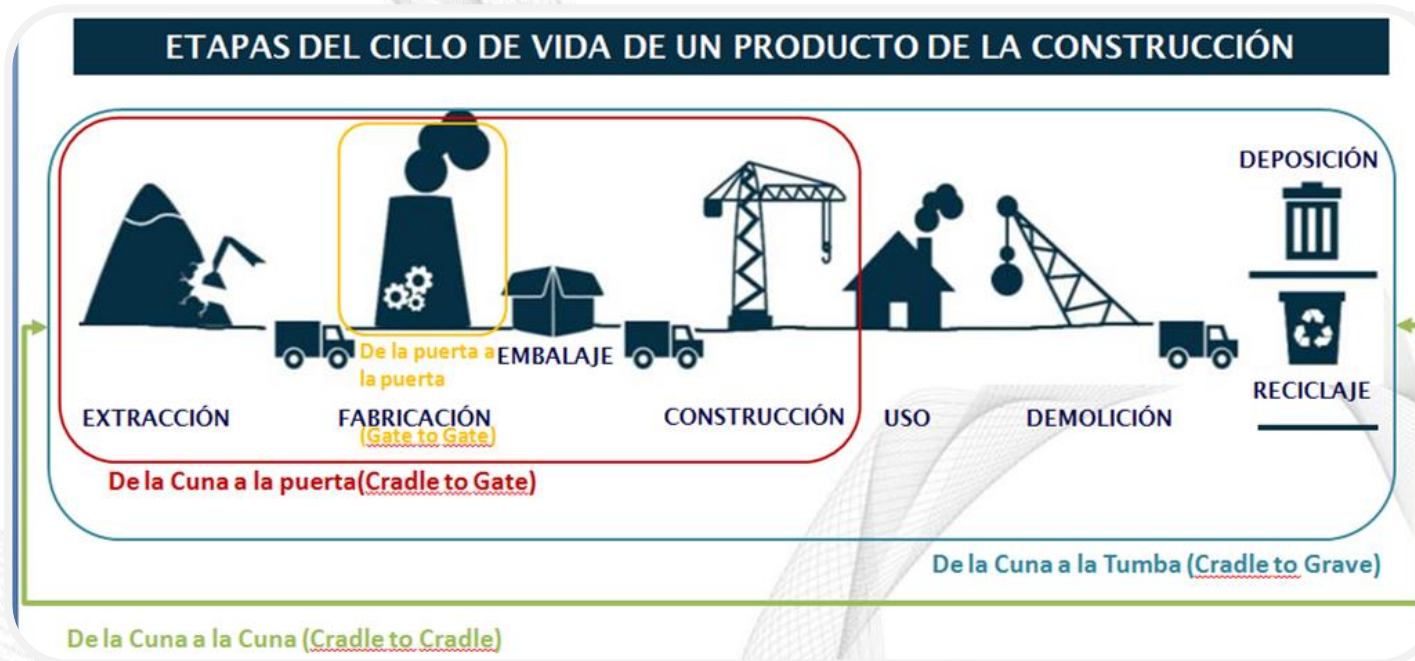 ETAPAS DEL CICLO DE VIDA DE UN PRODUCTO DE LA CONSTRUCCIÓN
DEPOSICIÓN
De la puerta a
la puerta
EMBALAJE
RECICLAJE
EXTRACCIÓN
FABRICACIÓN
(Gate to Gate)
CONSTRUCCIÓN
USO
DEMOLICIÓN
De la Cuna a la puerta(Cradle to Gate)
De la Cuna a la Tumba (Cradle to Grave)
De la Cuna a la Cuna (Cradle to Cradle)